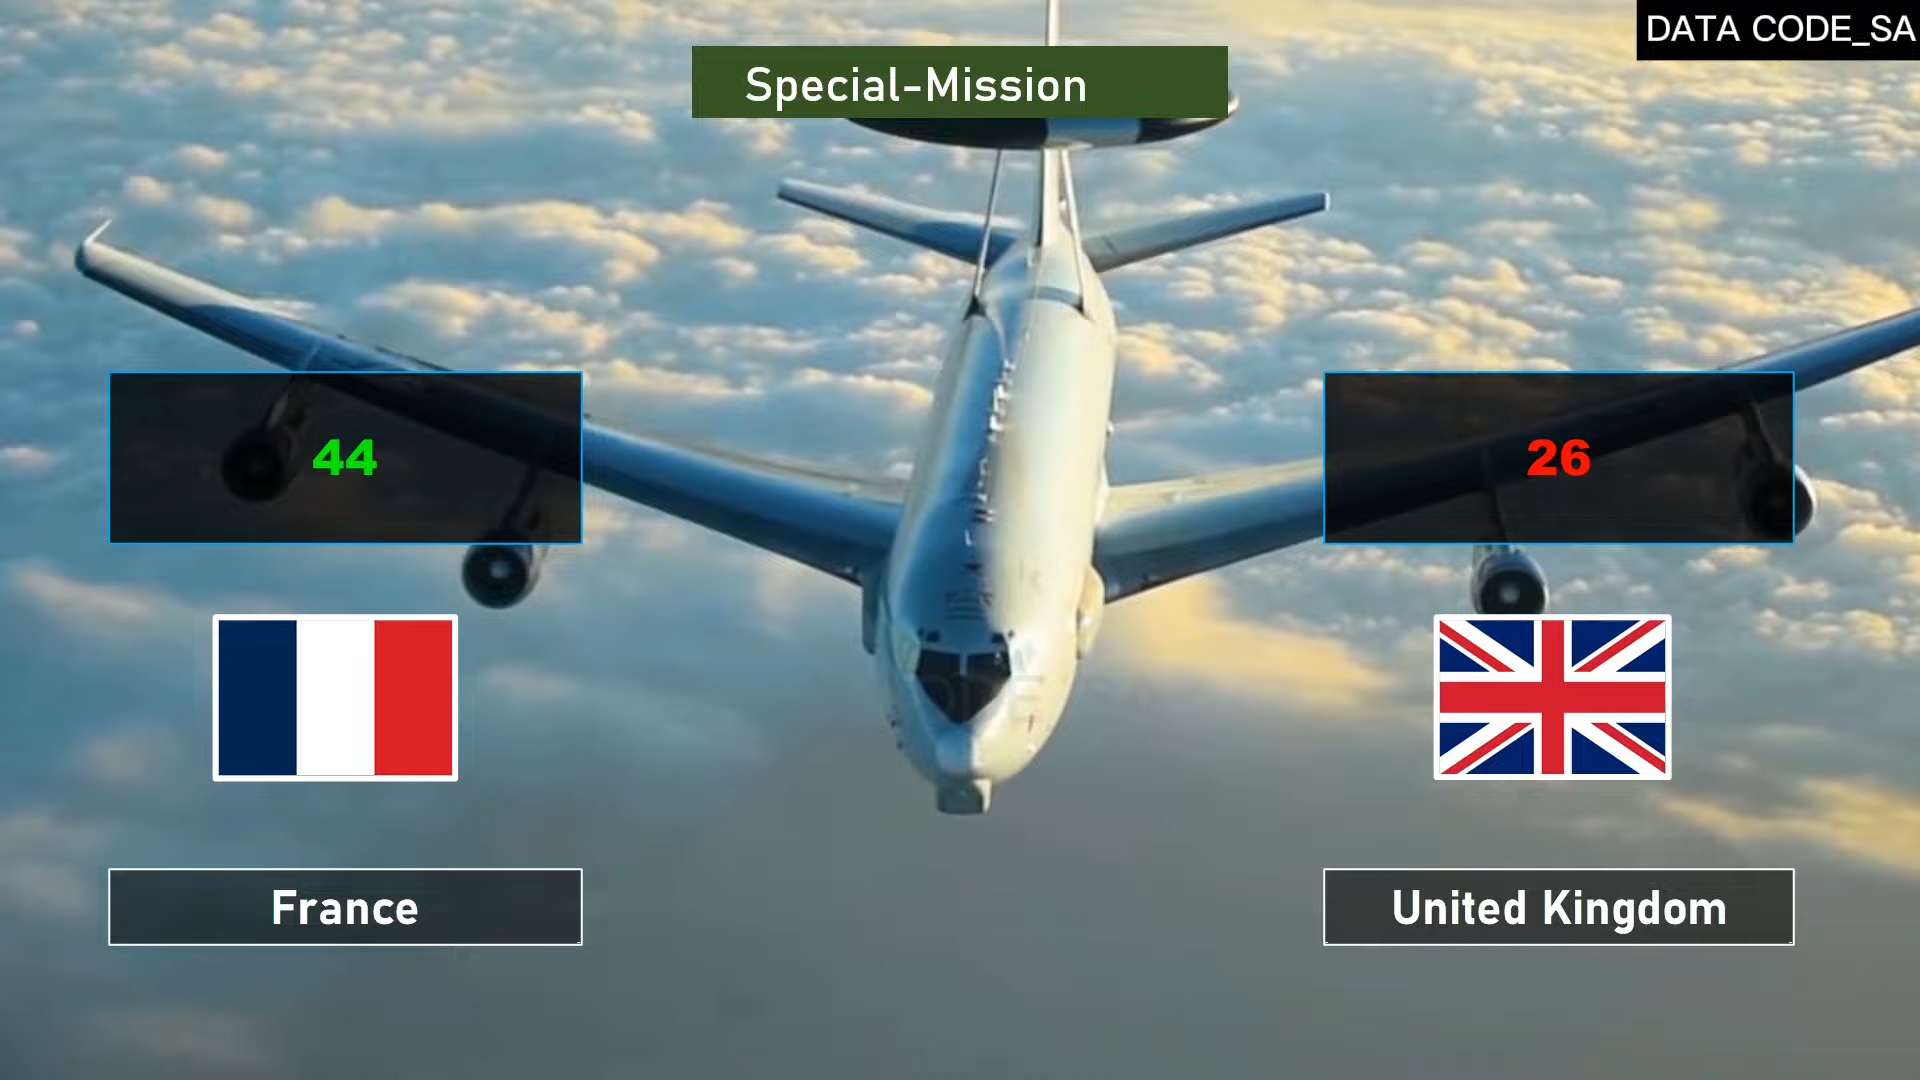 DATA CODE_SA
Special-Mission
44
26
France
United Kingdom